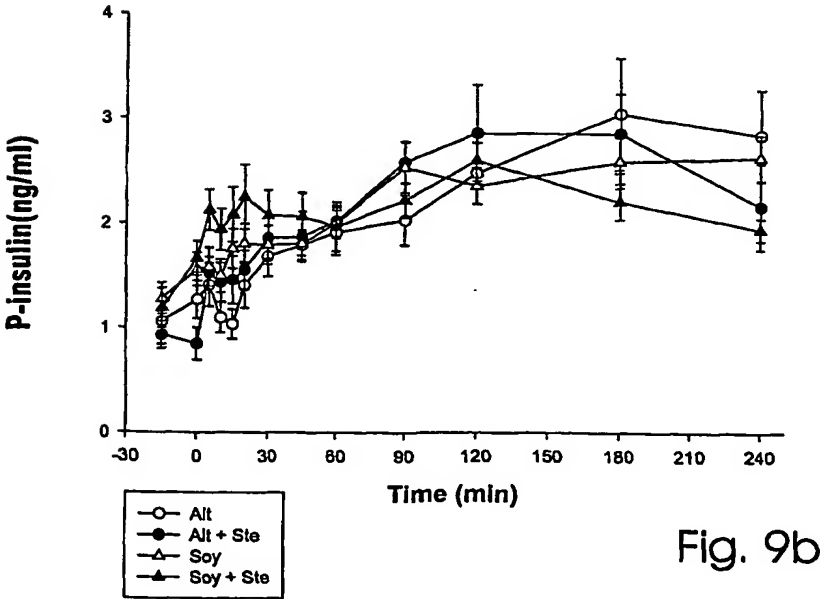 4
3
2
1
0
P-insulin(ng/ml)
-30 0 30 60 90 120 150 180 210 240
Time (min)
Alt
Alt + Ste
Soy
Soy + Ste
Fig. 9b